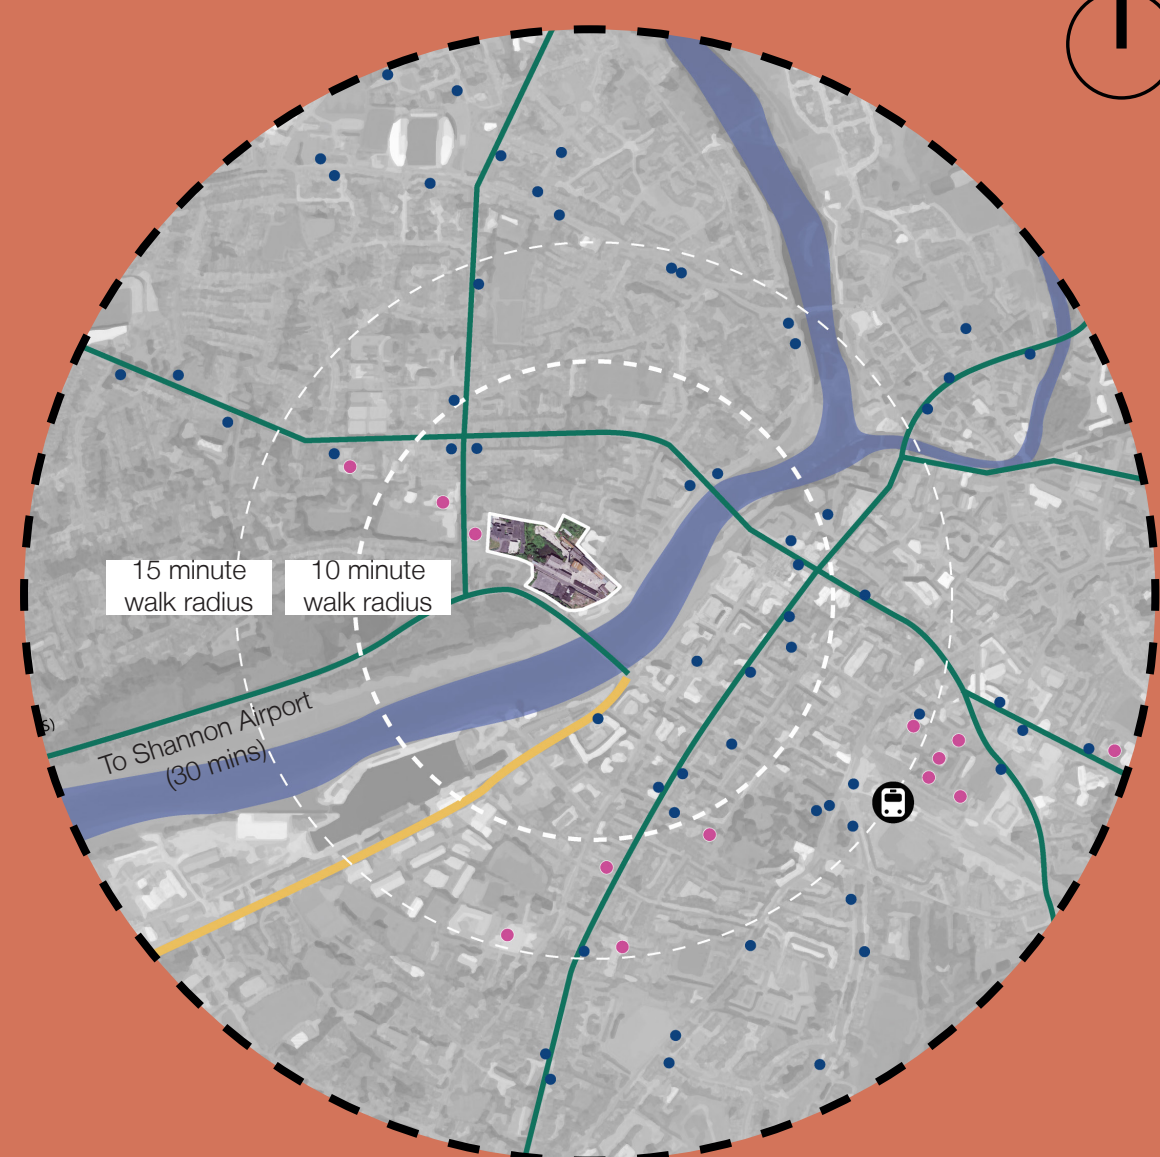 15 minute
walk radius
10 minute
walk radius
To Shannon Airport
(30 mins)
s)